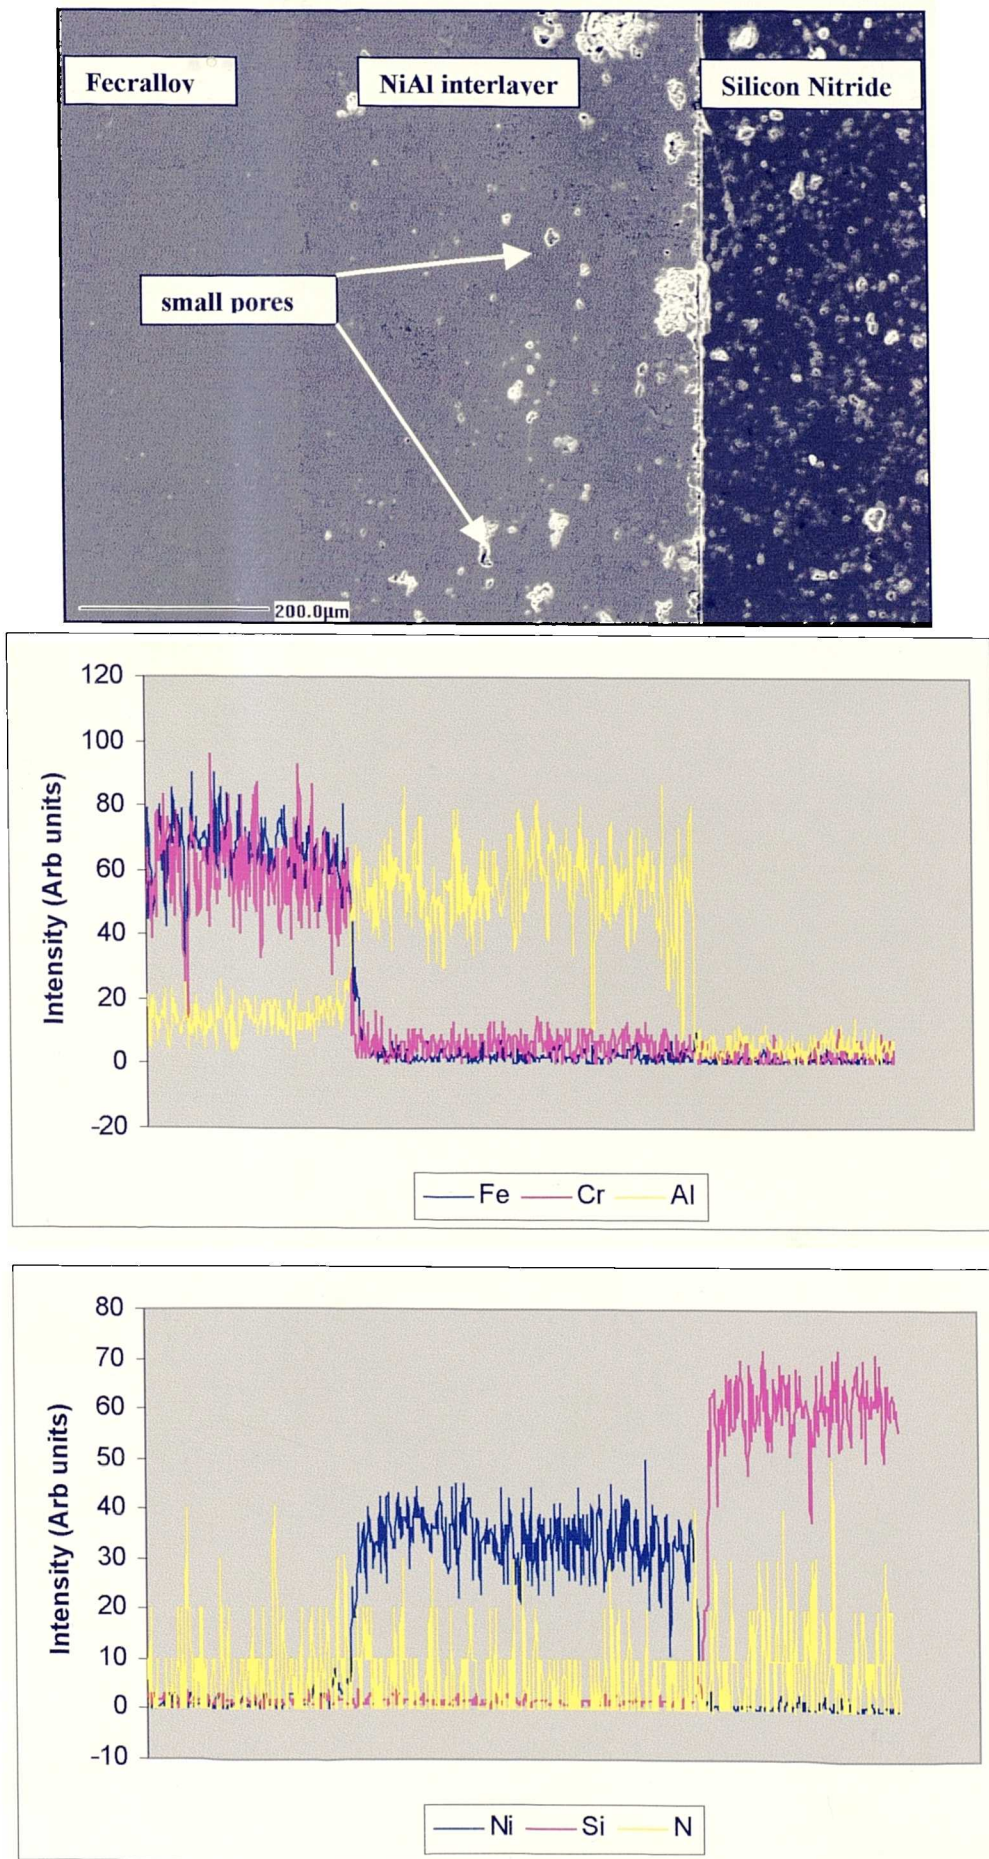 Fecralloy
NiAl interlayer
Silicon Nitride
small pores
200.0µm
120
100
80
60
40
20
0
-20
Intensity (Arb units)
Fe Cr Al
80
70
60
50
40
30
20
10
0
-10
Intensity (Arb units)
Ni Si N